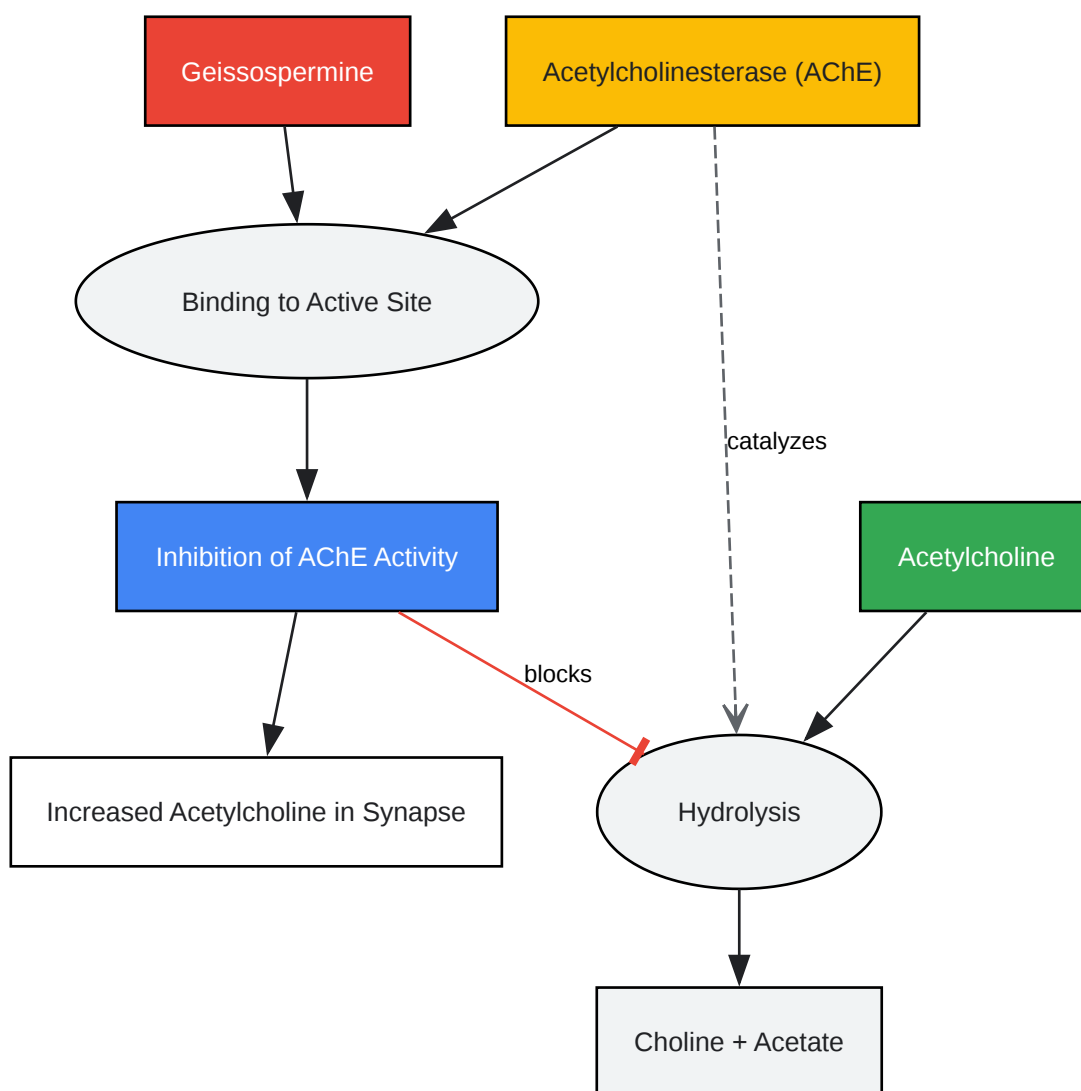 Geissospermine
Acetylcholinesterase (AChE)
Binding to Active Site
catalyzes
Inhibition of AChE Activity
Acetylcholine
blocks
Increased Acetylcholine in Synapse
Hydrolysis
Choline + Acetate